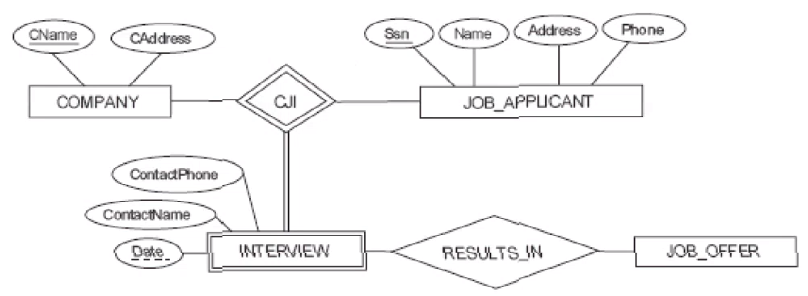 CName
CAddress
Ssn
Name
Address
Phone
COMPANY
CJI
JOB_APPLICANT
ContactPhone
ContactName
Date
INTERVIEW
RESULTS_IN
JOB_OFFER